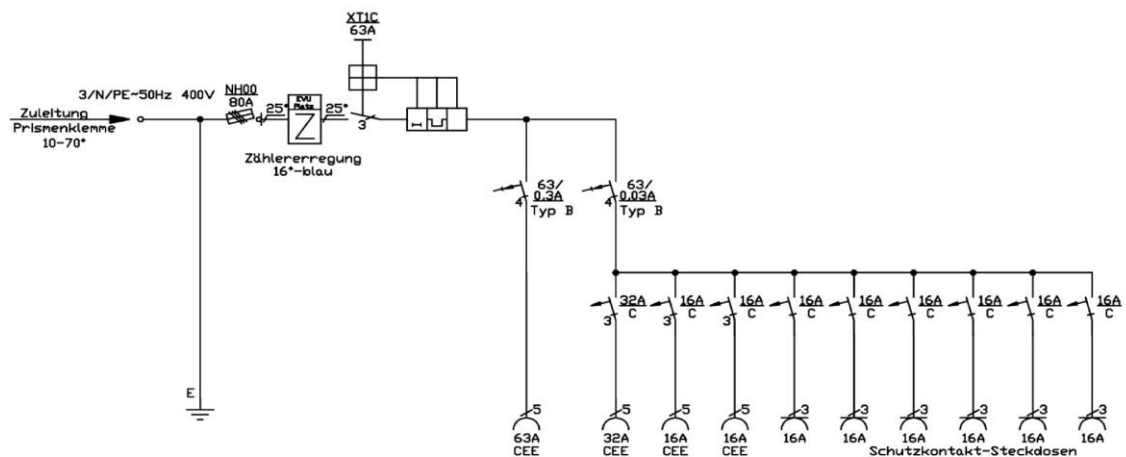 XT1C
63A
3/N/PE~50Hz 400V
NH00
80A
Zuleitung
Prismenklemme
10-70°
25°
EVU
Platz
Z
25°
3
I
Zählererregung
16°-blau
63/
0.3A
4
Typ B
63/
0.03A
4
Typ B
32A
C
3
16A
C
3
16A
C
3
16A
C
16A
C
16A
C
16A
C
16A
C
16A
C
E
5
5
5
5
3
3
3
3
3
3
63A
CEE
32A
CEE
16A
CEE
16A
CEE
16A
16A
16A
16A
16A
16A
Schutzkontakt-Steckdosen